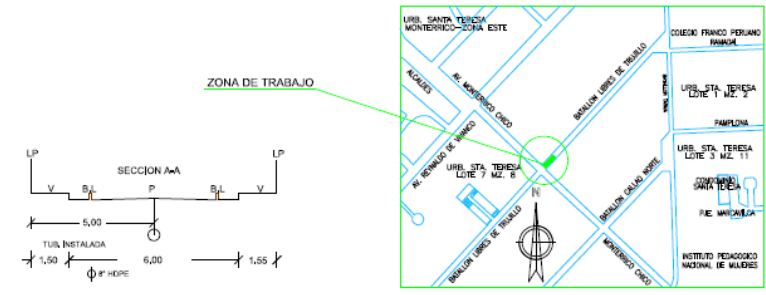 ZONA DE TRABAJO
LP
LP
SECCION A-A
V
B.L
P
B.L
V
5,00
TUB. INSTALADA
1,50
6,00
1.55
8" HDPE
URB. SANTA TERESA
MONTERRICO-ZONA ESTE
COLEGIO FRANCO PERUANO
ALCALDES
AV. MONTERRICO CHICO
BATALLON LIBRES DE TRUJILLO
URB. STA. TERESA
LOTE 1 MZ. 2
PAMPLONA
AV. REYNALDO DE VIVANCO
URB. STA. TERESA
LOTE 7 MZ. 8
URB. STA. TERESA
LOTE 3 MZ. 11
CONDOMINIO
SANTA TERESA
N
BATALLON CALLAO NORTE
BATALLON LIBRES DE TRUJILLO
MONTERRICO CHICO
INSTITUTO PEDAGOGICO
NACIONAL DE MUJERES